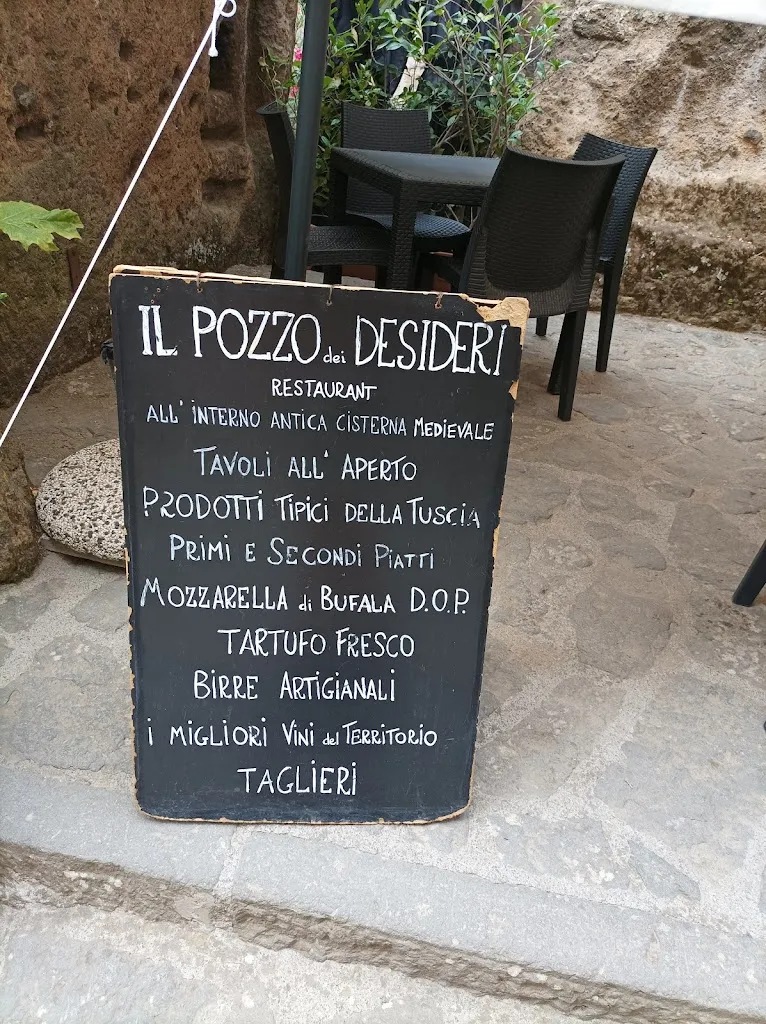 IL POZZO dei DESIDERI
RESTAURANT
ALL' INTERNO ANTICA CISTERNA MEDIEVALE
TAVOLI ALL' APERTO
PRODOTTI TIPICI DELLA TUSCIA
PRIMI E SECONDI PIATTI
MOZZARELLA di BUFALA D.O.P.
TARTUFO FRESCO
BIRRE ARTIGIANALI
I MIGLIORI VINI del TERRITORIO
TAGLIERI